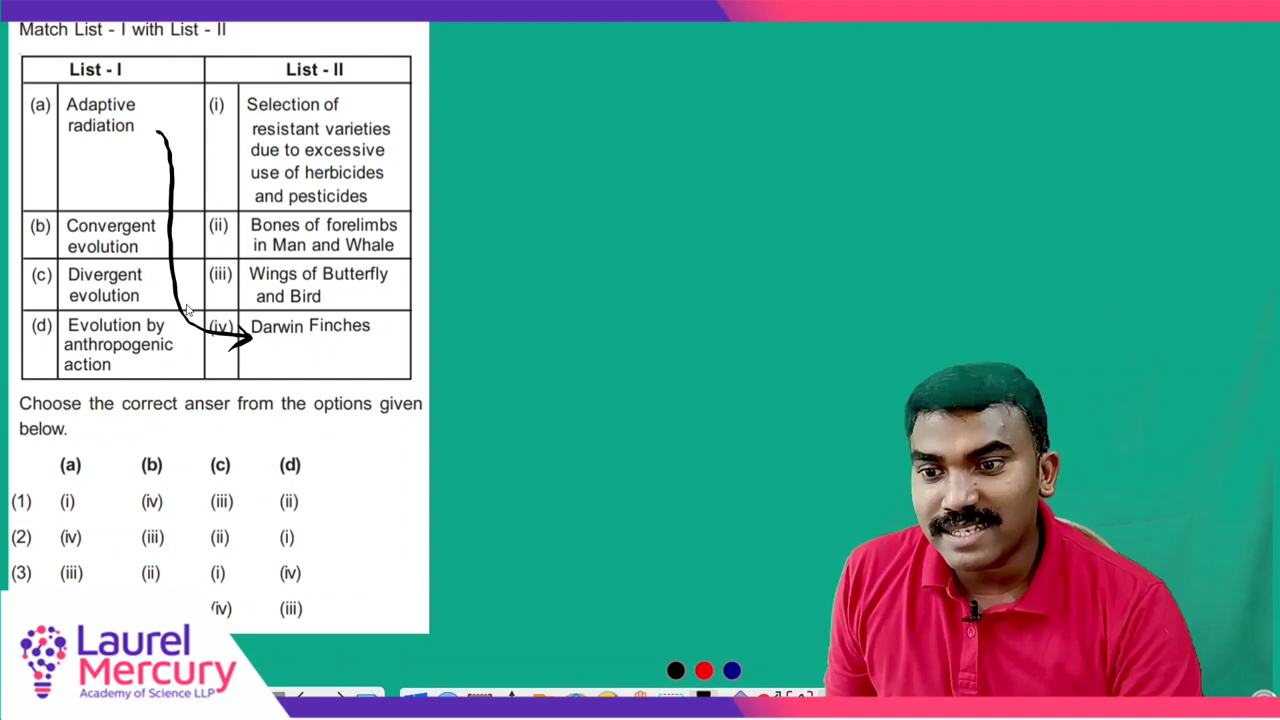 Match List - I with List - II
List - I List - II
(a) Adaptive (i) Selection of
radiation resistant varieties
due to excessive
use of herbicides
and pesticides
(b) Convergent (ii) Bones of forelimbs
evolution in Man and Whale
(c) Divergent (iii) Wings of Butterfly
evolution and Bird
(d) Evolution by (iv) Darwin Finches
anthropogenic
action
Choose the correct anser from the options given
below.
(a) (b) (c) (d)
(1) (i) (iv) (iii) (ii)
(2) (iv) (iii) (ii) (i)
(3) (iii) (ii) (i) (iv)
(iv) (iii)
Laurel
Mercury
Academy of Science LLP